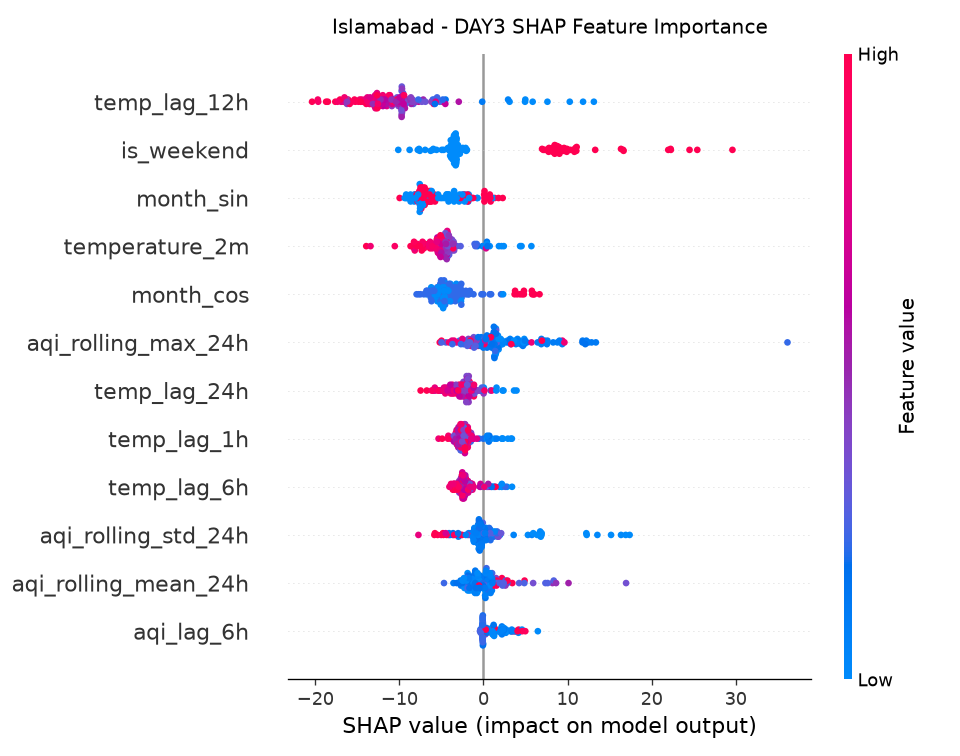 Islamabad - DAY3 SHAP Feature Importance
High
temp_lag_12h
is_weekend
month_sin
temperature_2m
month_cos
aqi_rolling_max_24h
temp_lag_24h
temp_lag_1h
temp_lag_6h
aqi_rolling_std_24h
aqi_rolling_mean_24h
aqi_lag_6h
Feature value
Low
−20 −10 0 10 20 30
SHAP value (impact on model output)